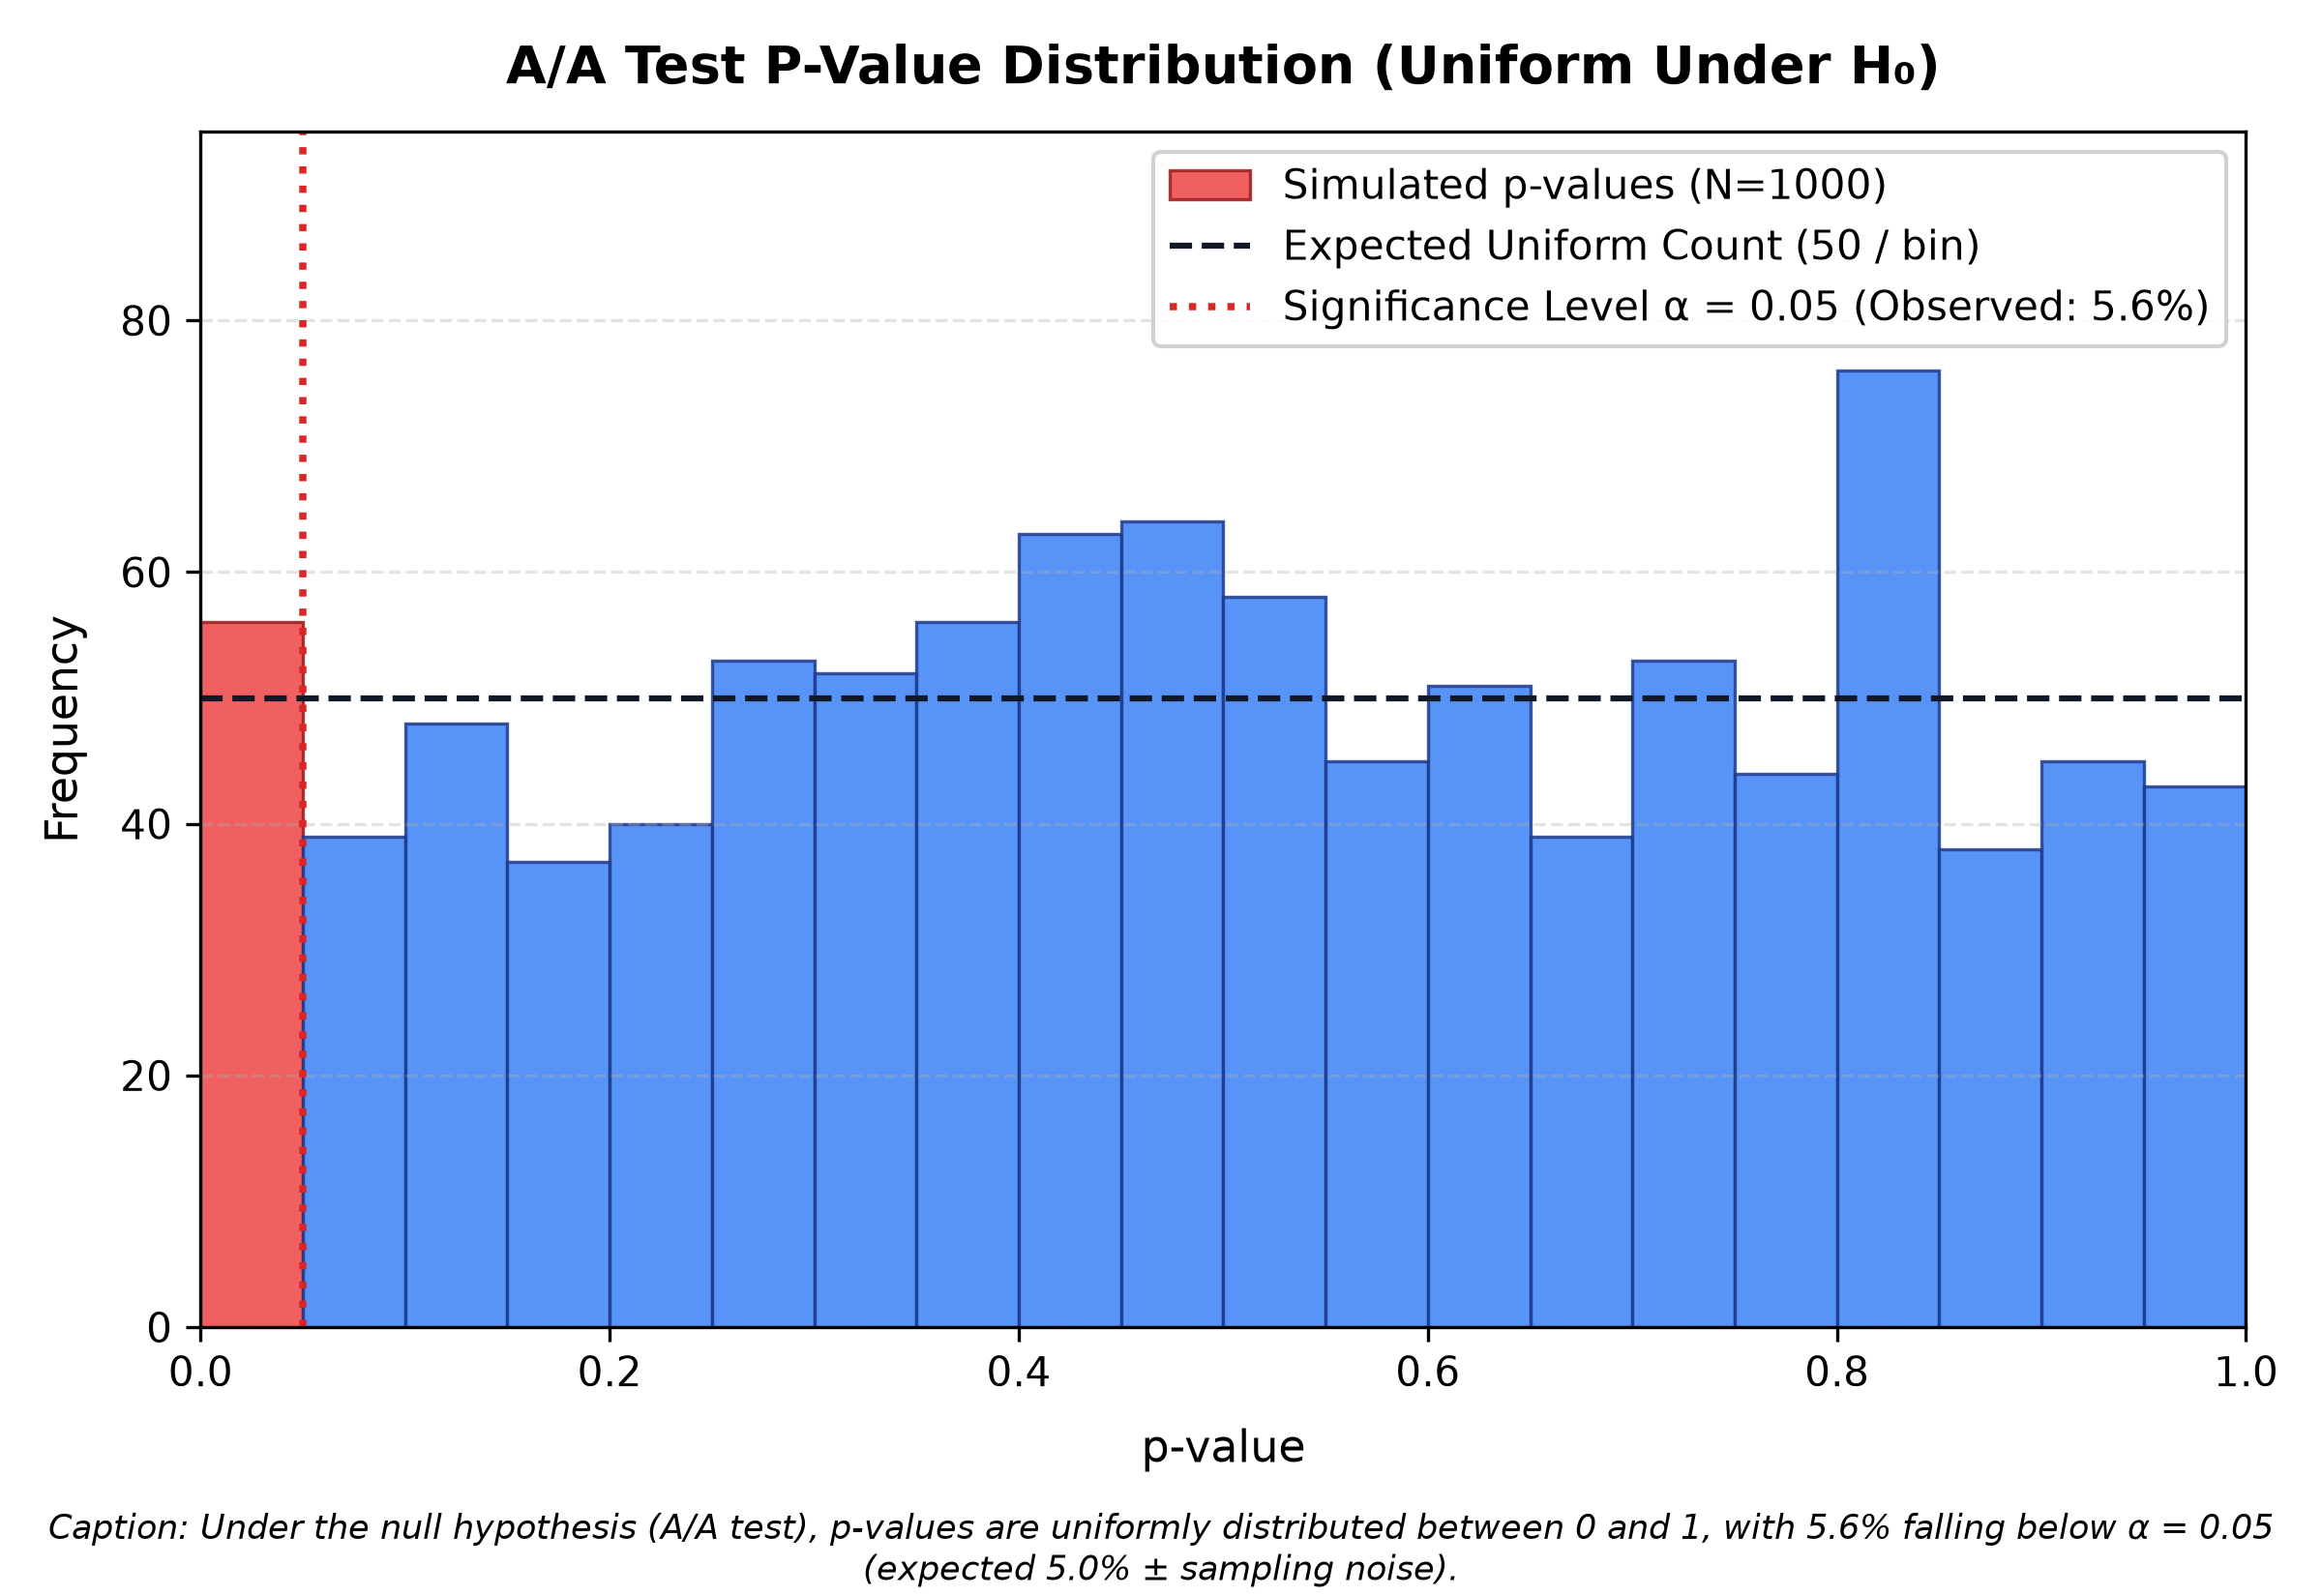 A/A Test P-Value Distribution (Uniform Under H₀)
Simulated p-values (N=1000)
Expected Uniform Count (50 / bin)
Significance Level α = 0.05 (Observed: 5.6%)
Frequency
80
60
40
20
0
0.0 0.2 0.4 0.6 0.8 1.0
p-value
Caption: Under the null hypothesis (A/A test), p-values are uniformly distributed between 0 and 1, with 5.6% falling below α = 0.05
(expected 5.0% ± sampling noise).